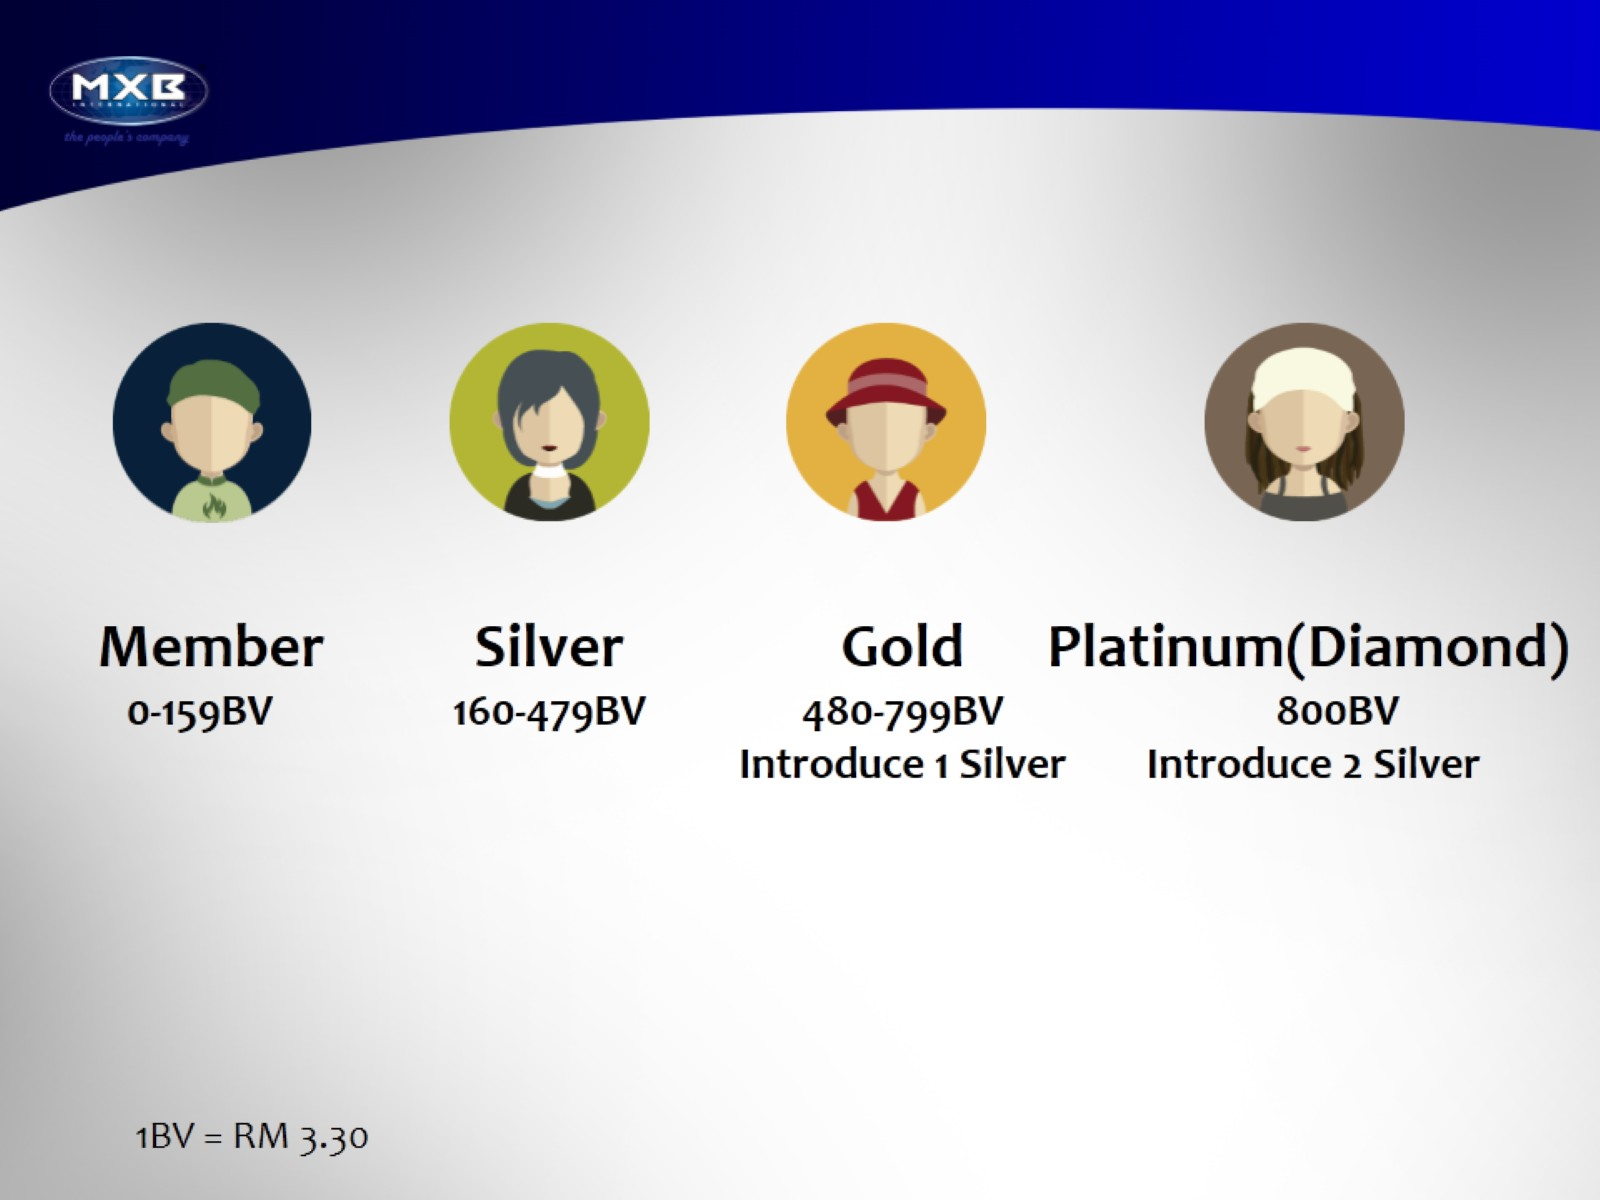 MXB
INTERNATIONAL
the people's company
Member
0-159BV
Silver
160-479BV
Gold
480-799BV
Introduce 1 Silver
Platinum(Diamond)
800BV
Introduce 2 Silver
1BV = RM 3.30